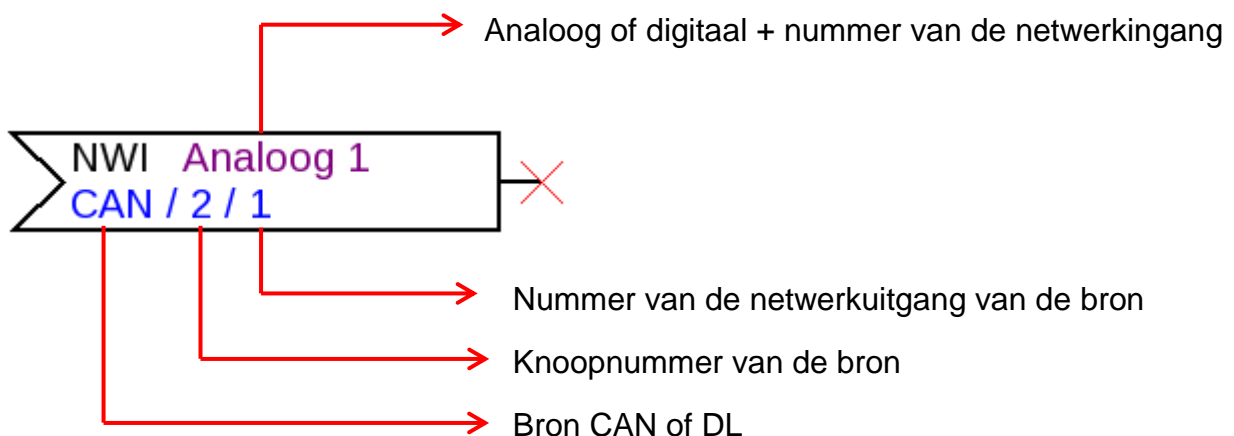 Analoog of digitaal + nummer van de netwerkingang
NWI Analoog 1
CAN / 2 / 1
Nummer van de netwerkuitgang van de bron
Knoopnummer van de bron
Bron CAN of DL